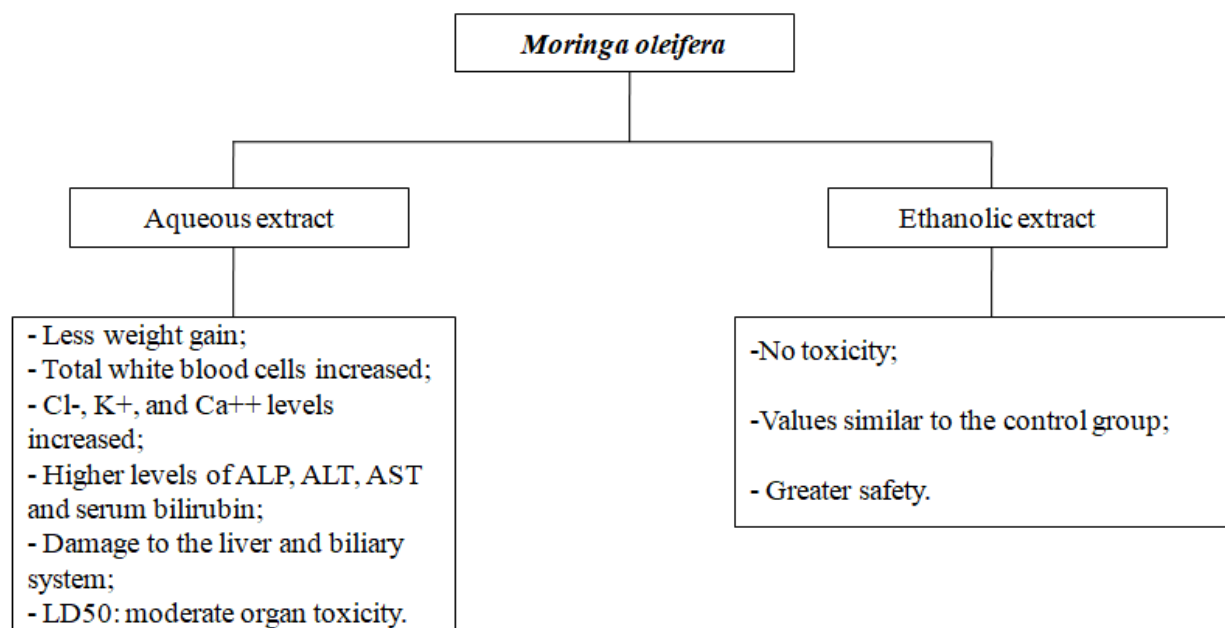 Moringa oleifera
Aqueous extract
Ethanolic extract
- Less weight gain;
- Total white blood cells increased;
- Cl-, K+, and Ca++ levels
increased;
- Higher levels of ALP, ALT, AST
and serum bilirubin;
- Damage to the liver and biliary
system;
- LD50: moderate organ toxicity.
-No toxicity;
-Values similar to the control group;
- Greater safety.